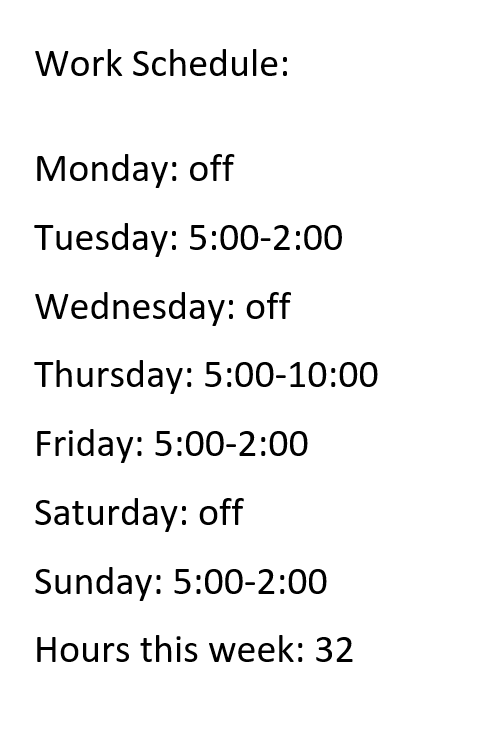 Work Schedule:
Monday: off
Tuesday: 5:00-2:00
Wednesday: off
Thursday: 5:00-10:00
Friday: 5:00-2:00
Saturday: off
Sunday: 5:00-2:00
Hours this week: 32